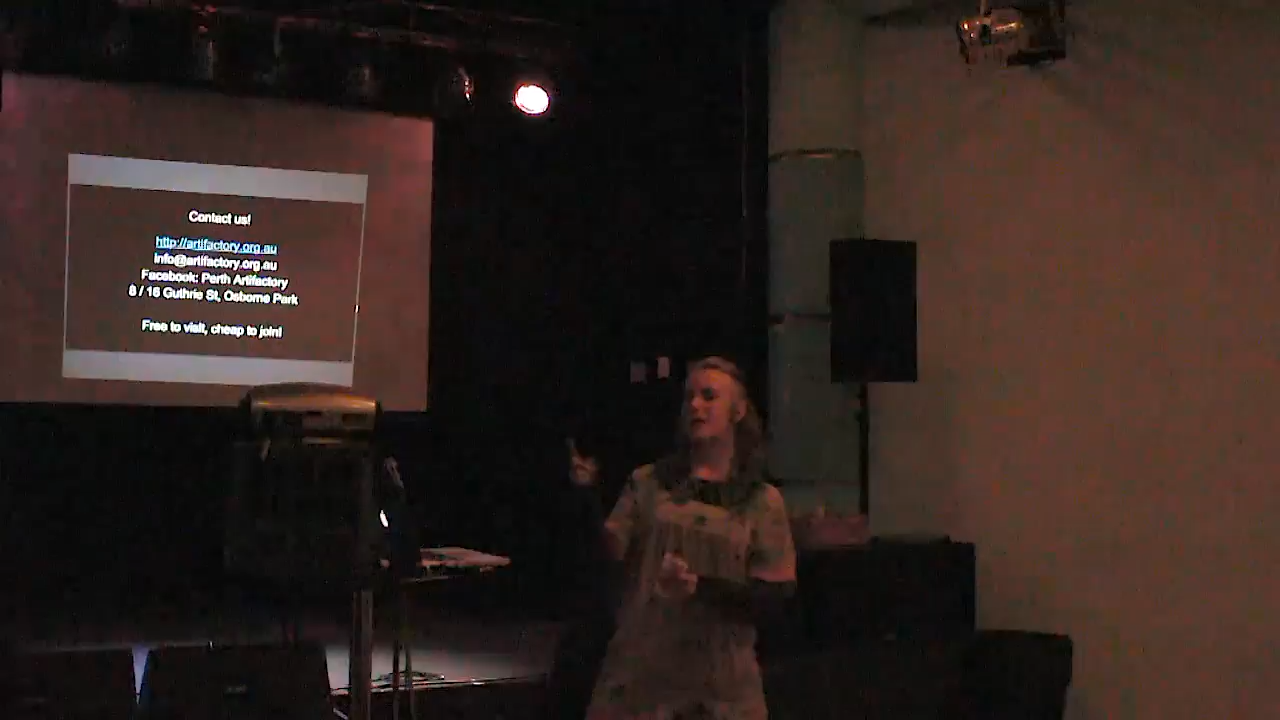 Contact us!
http://artifactory.org.au
info@artifactory.org.au
Facebook: Perth Artifactory
8 / 16 Guthrie St, Osborne Park
Free to visit, cheap to join!